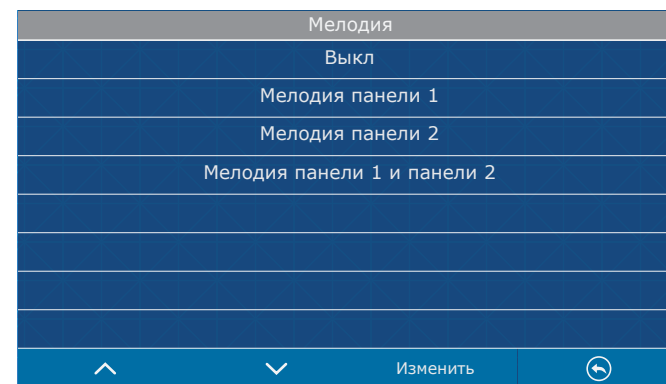 Мелодия
Выкл
Мелодия панели 1
Мелодия панели 2
Мелодия панели 1 и панели 2
Изменить